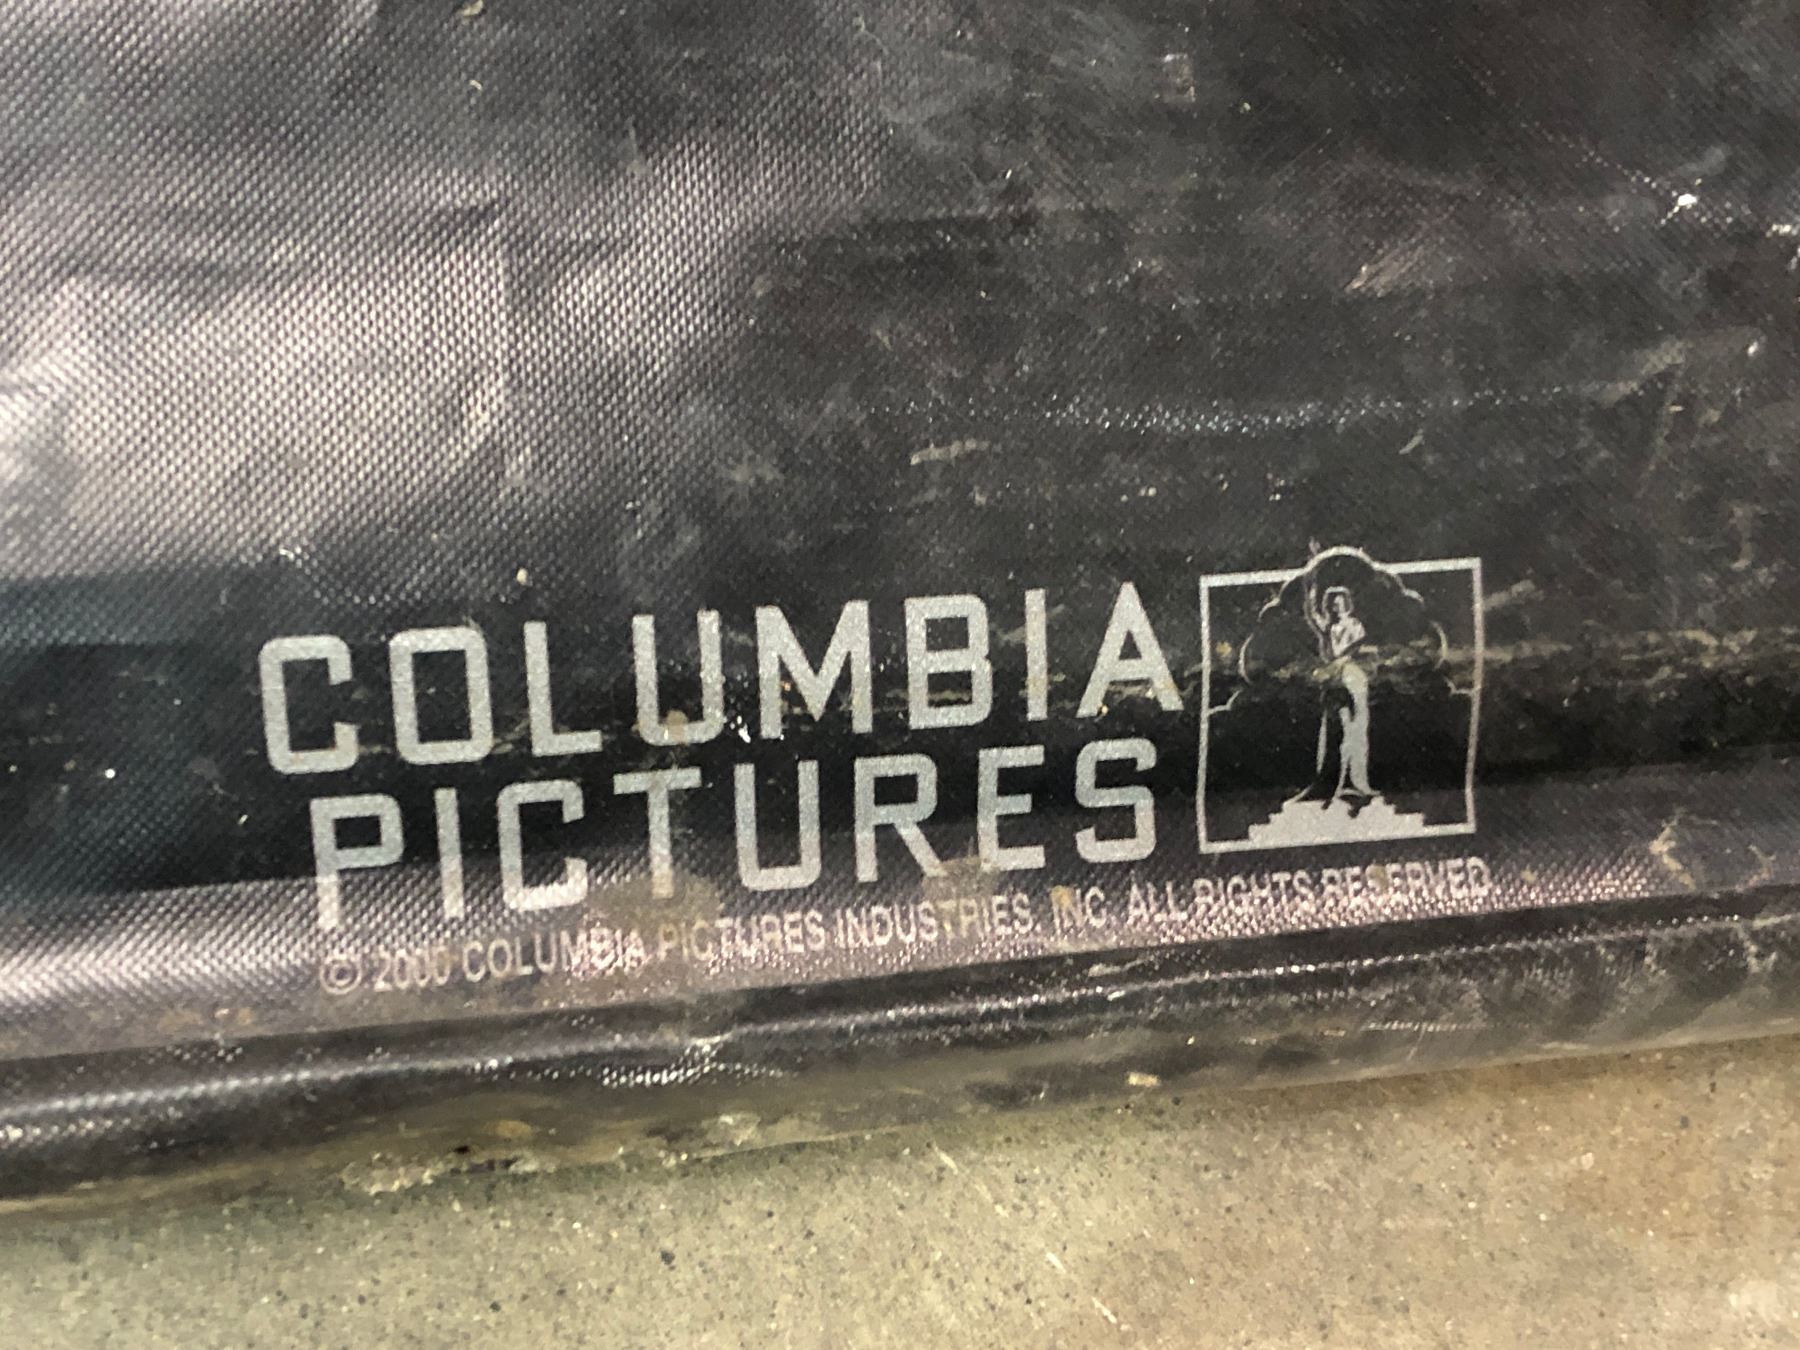 COLUMBIA
PICTURES
© 2000 COLUMBIA PICTURES INDUSTRIES, INC. ALL RIGHTS RESERVED